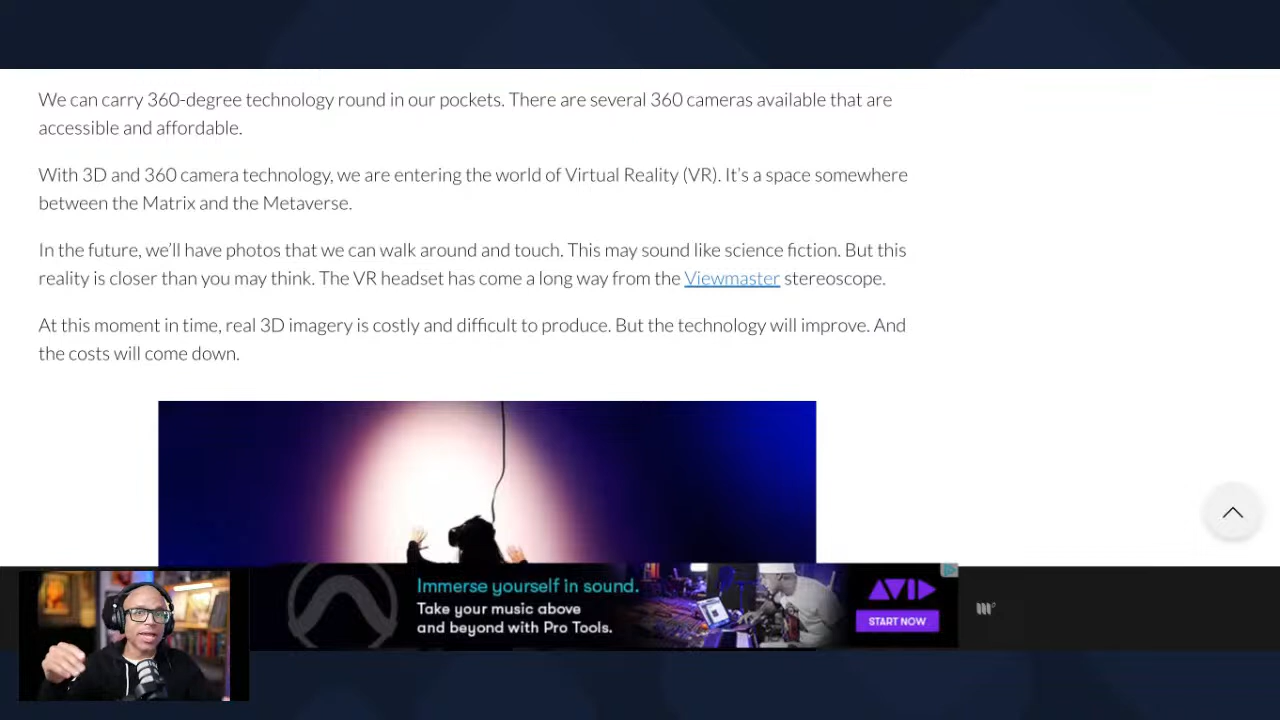 We can carry 360-degree technology round in our pockets. There are several 360 cameras available that are
accessible and affordable.
With 3D and 360 camera technology, we are entering the world of Virtual Reality (VR). It's a space somewhere
between the Matrix and the Metaverse.
In the future, we'll have photos that we can walk around and touch. This may sound like science fiction. But this
reality is closer than you may think. The VR headset has come a long way from the Viewmaster stereoscope.
At this moment in time, real 3D imagery is costly and difficult to produce. But the technology will improve. And
the costs will come down.
Immerse yourself in sound.
Take your music above
and beyond with Pro Tools.
AVID
START NOW
m